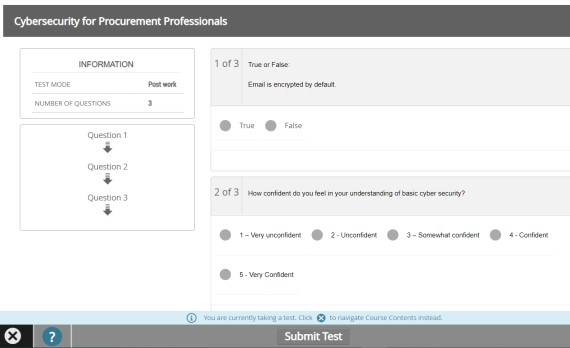 Cybersecurity for Procurement Professionals
INFORMATION
TEST MODE Post work
NUMBER OF QUESTIONS 3
Question 1
Question 2
Question 3
1 of 3 True or False:
Email is encrypted by default.
True False
2 of 3 How confident do you feel in your understanding of basic cyber security?
1 – Very unconfident 2 - Unconfident 3 – Somewhat confident 4 - Confident
5 - Very Confident
You are currently taking a test. Click to navigate Course Contents instead.
? Submit Test